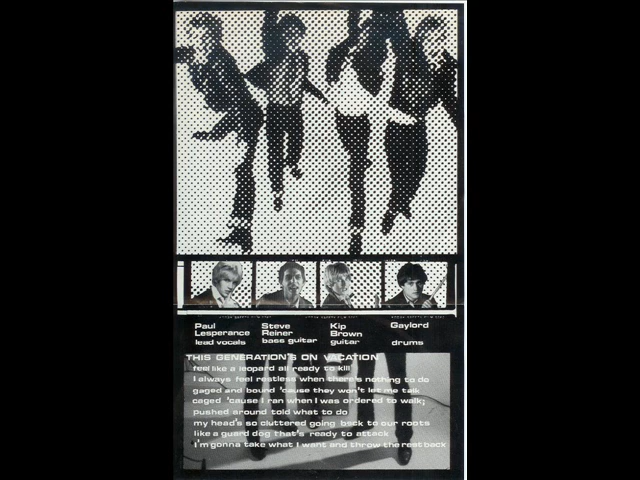 Paul Lesperance
lead vocals
Steve Reiner
bass guitar
Kip Brown
guitar
Gaylord
drums
THIS GENERATION'S ON VACATION
feel like a leopard all ready to kill
I always feel restless when there's nothing to do
gagged and bound 'cause they won't let me talk
caged 'cause I ran when I was ordered to walk;
pushed around told what to do
my head's so cluttered going back to our roots
like a guard dog that's ready to attack
I'm gonna take what I want and throw the rest back